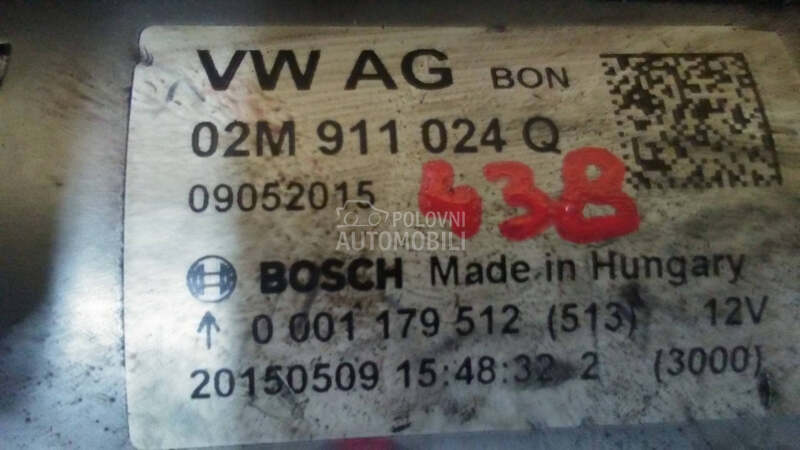 VW AG BON
02M 911 024 Q
09052015
438
POLOVNI
AUTOMOBILI
BOSCH Made in Hungary
0 001 179 512 (513) 12V
20150509 15:48:32 2 (3000)